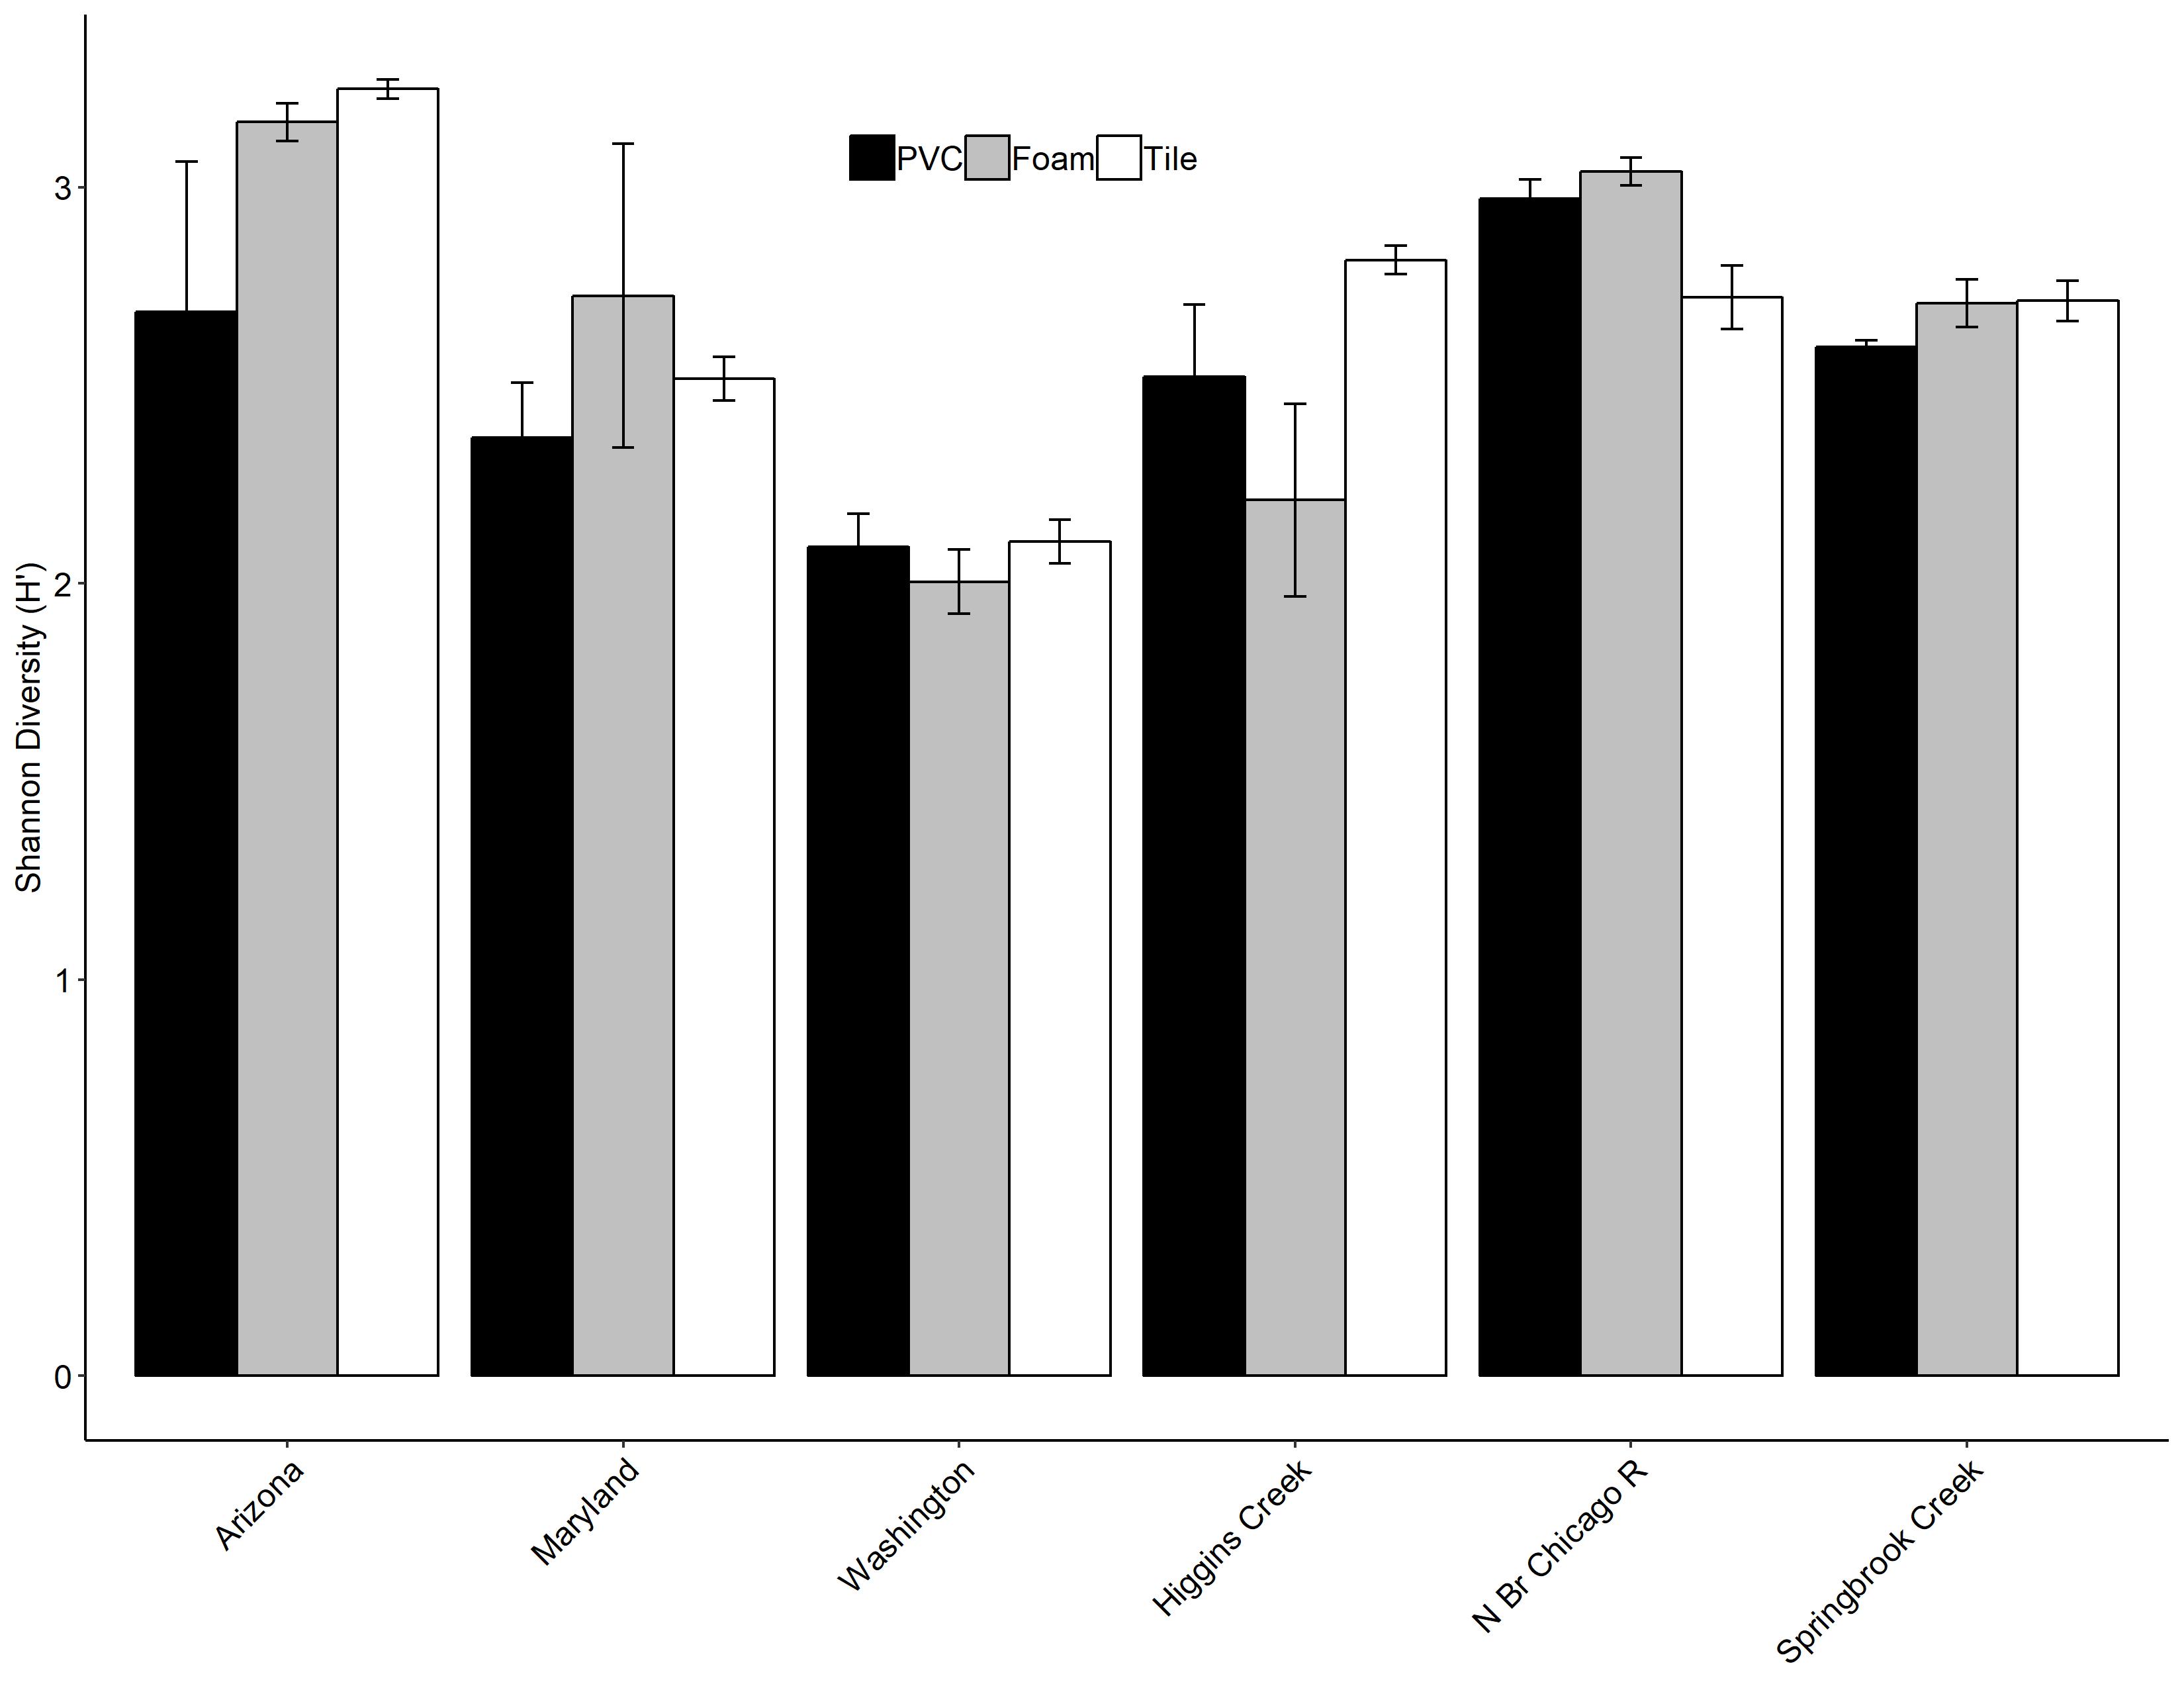 PVC Foam Tile
Shannon Diversity (H')
3
2
1
0
Arizona
Maryland
Washington
Higgins Creek
N Br Chicago R
Springbrook Creek